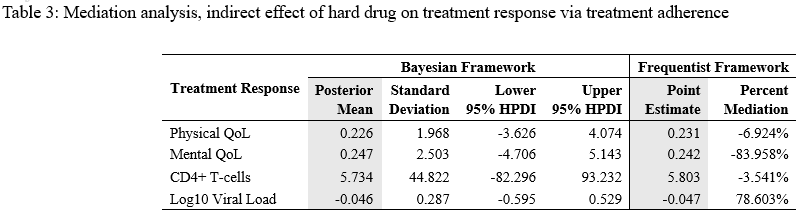 Table 3: Mediation analysis, indirect effect of hard drug on treatment response via treatment adherence
Bayesian Framework Frequentist Framework
Treatment Response Posterior Mean Standard Deviation Lower 95% HPDI Upper 95% HPDI Point Estimate Percent Mediation
Physical QoL 0.226 1.968 -3.626 4.074 0.231 -6.924%
Mental QoL 0.247 2.503 -4.706 5.143 0.242 -83.958%
CD4+ T-cells 5.734 44.822 -82.296 93.232 5.803 -3.541%
Log10 Viral Load -0.046 0.287 -0.595 0.529 -0.047 78.603%